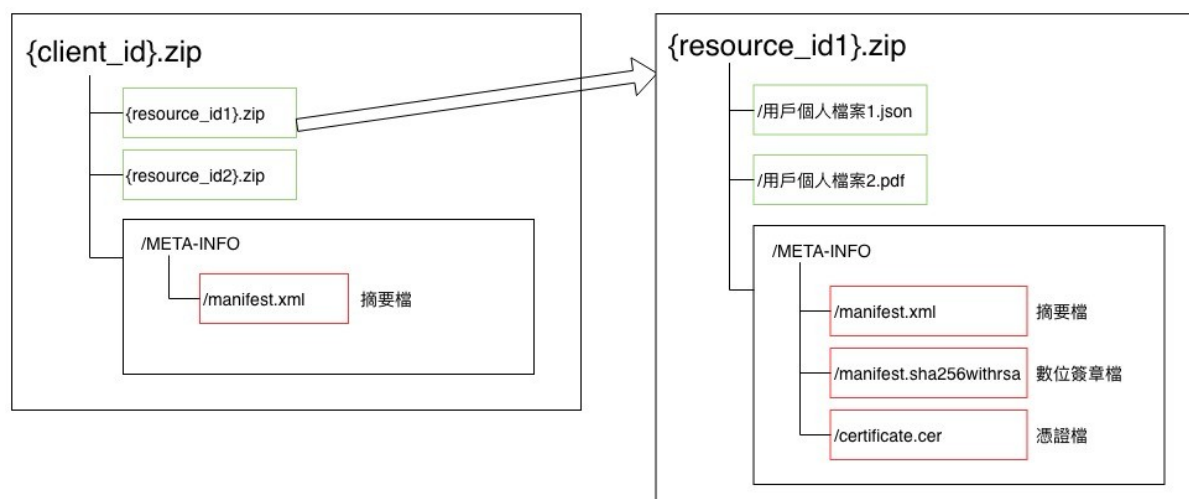 {client_id}.zip
{resource_id1}.zip
{resource_id2}.zip
/META-INFO
/manifest.xml
摘要檔
{resource_id1}.zip
/用戶個人檔案1.json
/用戶個人檔案2.pdf
/META-INFO
/manifest.xml
摘要檔
/manifest.sha256withrsa
數位簽章檔
/certificate.cer
憑證檔